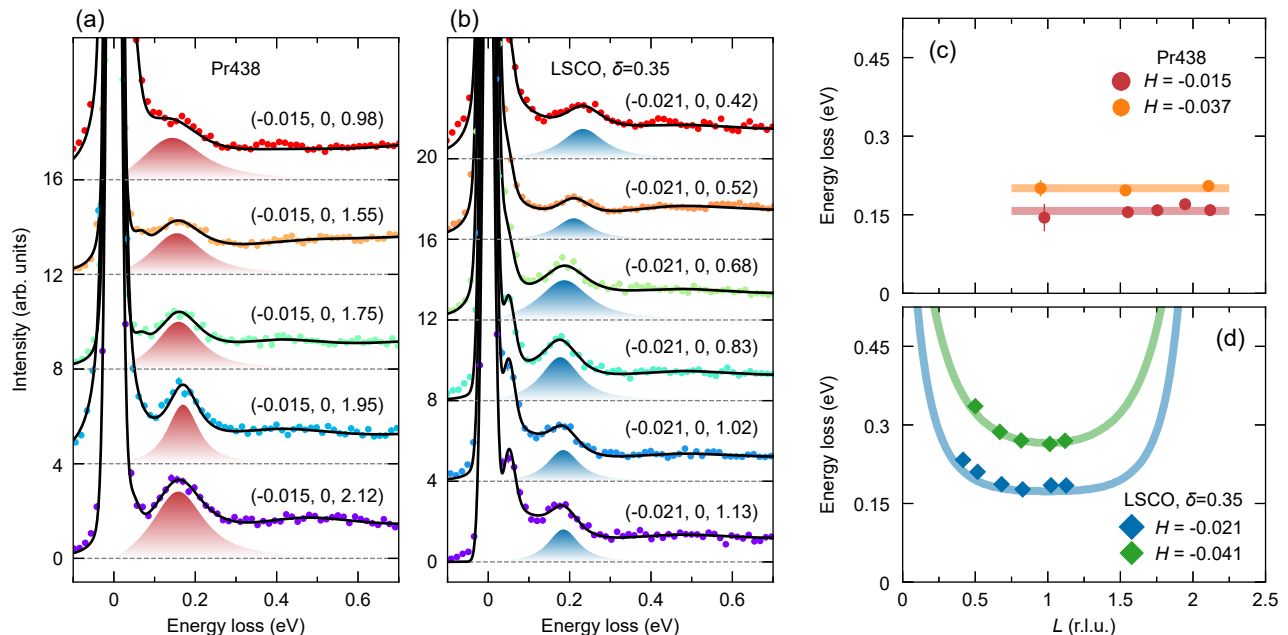 (a)
Pr438
(-0.015, 0, 0.98)
16
(-0.015, 0, 1.55)
12
(-0.015, 0, 1.75)
8
(-0.015, 0, 1.95)
4
(-0.015, 0, 2.12)
0
Intensity (arb. units)
0 0.2 0.4 0.6
Energy loss (eV)
(b)
LSCO, δ=0.35
(-0.021, 0, 0.42)
20
(-0.021, 0, 0.52)
16
(-0.021, 0, 0.68)
12
(-0.021, 0, 0.83)
8
(-0.021, 0, 1.02)
4
(-0.021, 0, 1.13)
0
0 0.2 0.4 0.6
Energy loss (eV)
(c)
Pr438
H = -0.015
H = -0.037
0.45
0.3
0.15
0
Energy loss (eV)
(d)
0.45
0.3
0.15
0
Energy loss (eV)
LSCO, δ=0.35
H = -0.021
H = -0.041
0 0.5 1.0 1.5 2.0 2.5
L (r.l.u.)